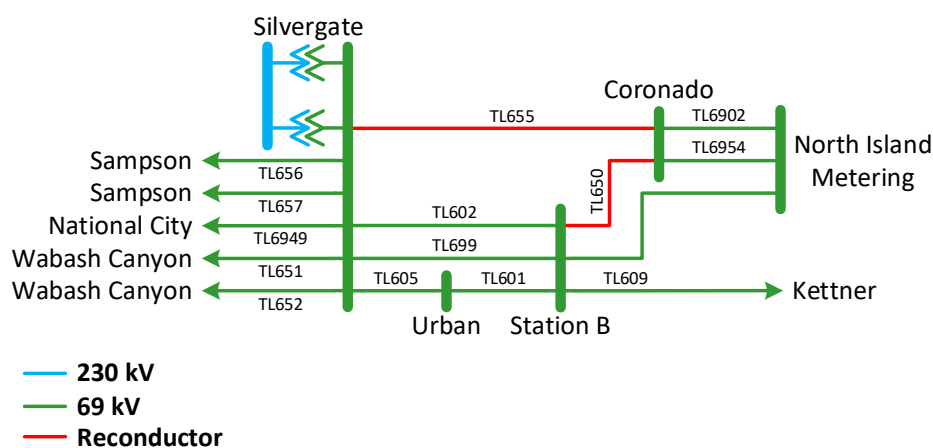 Silvergate
Coronado
TL655
TL6902
TL6954
North Island
Metering
Sampson
TL656
TL650
Sampson
TL657
TL602
National City
TL6949
TL699
Wabash Canyon
TL651
TL605
TL601
TL609
Wabash Canyon
TL652
Kettner
Urban
Station B
230 kV
69 kV
Reconductor